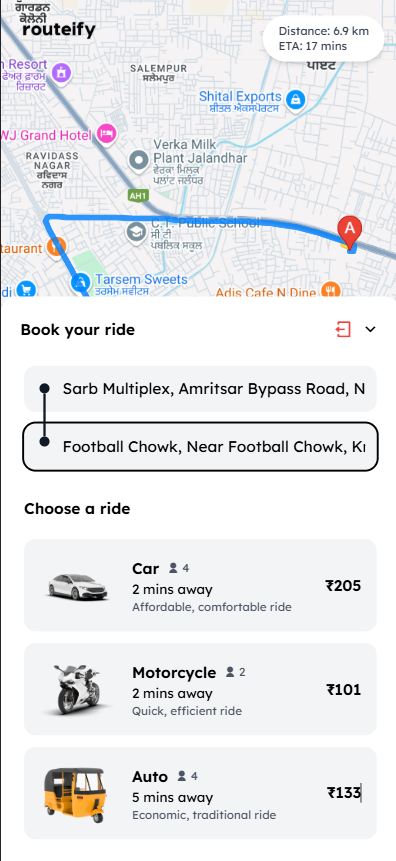 ਗਾਰਡਨ
ਕੋਲੋਨੀ
routeify
Distance: 6.9 km
ETA: 17 mins
Resort
ਫੇਅਰ ਫ਼ਾਰਮ
ਰਿਜ਼ਾਰਟ
SALEMPUR
ਸਲੇਮਪੁਰ
Shital Exports
ਸ਼ੀਤਲ ਐਕਸਪੋਰਟਸ
WJ Grand Hotel
RAVIDASS
NAGAR
ਰਵਿਦਾਸ
ਨਗਰ
Verka Milk
Plant Jalandhar
ਵੇਰਕਾ ਮਿਲਕ
ਪਲਾਂਟ ਜਲੰਧਰ
AH1
C.T. Public School
ਸੀ ਟੀ
ਪਬਲਿਕ ਸਕੂਲ
A
taurant
Tarsem Sweets
ਤਰਸੇਮ ਸਵੀਟਸ
di
Adis Cafe N Dine
Book your ride
Sarb Multiplex, Amritsar Bypass Road, N
Football Chowk, Near Football Chowk, K
Choose a ride
Car 4
2 mins away
Affordable, comfortable ride
₹205
Motorcycle 2
2 mins away
Quick, efficient ride
₹101
Auto 4
5 mins away
Economic, traditional ride
₹133